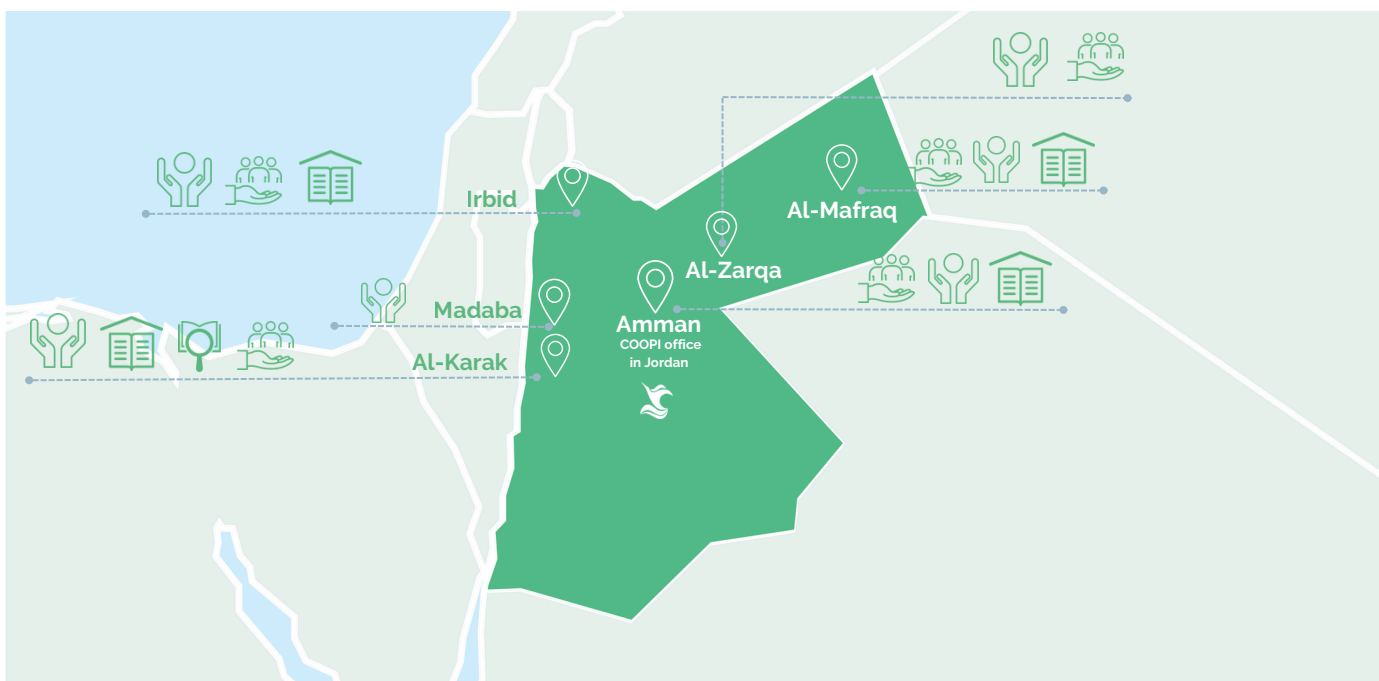 Irbid
Al-Mafraq
Al-Zarqa
Madaba
Amman
COOPI office
in Jordan
Al-Karak